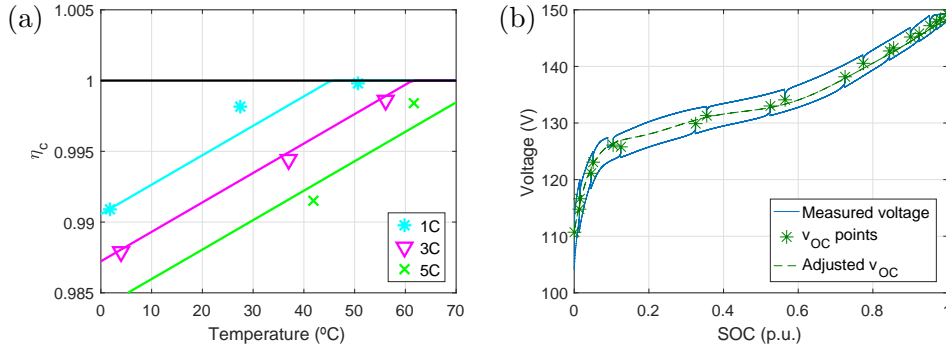 (a)
1.005
1
0.995
0.99
0.985
η_c
0 10 20 30 40 50 60 70
Temperature (ºC)
1C
3C
5C
(b)
150
140
130
120
110
100
Voltage (V)
0 0.2 0.4 0.6 0.8 1
SOC (p.u.)
Measured voltage
v_OC points
Adjusted v_OC